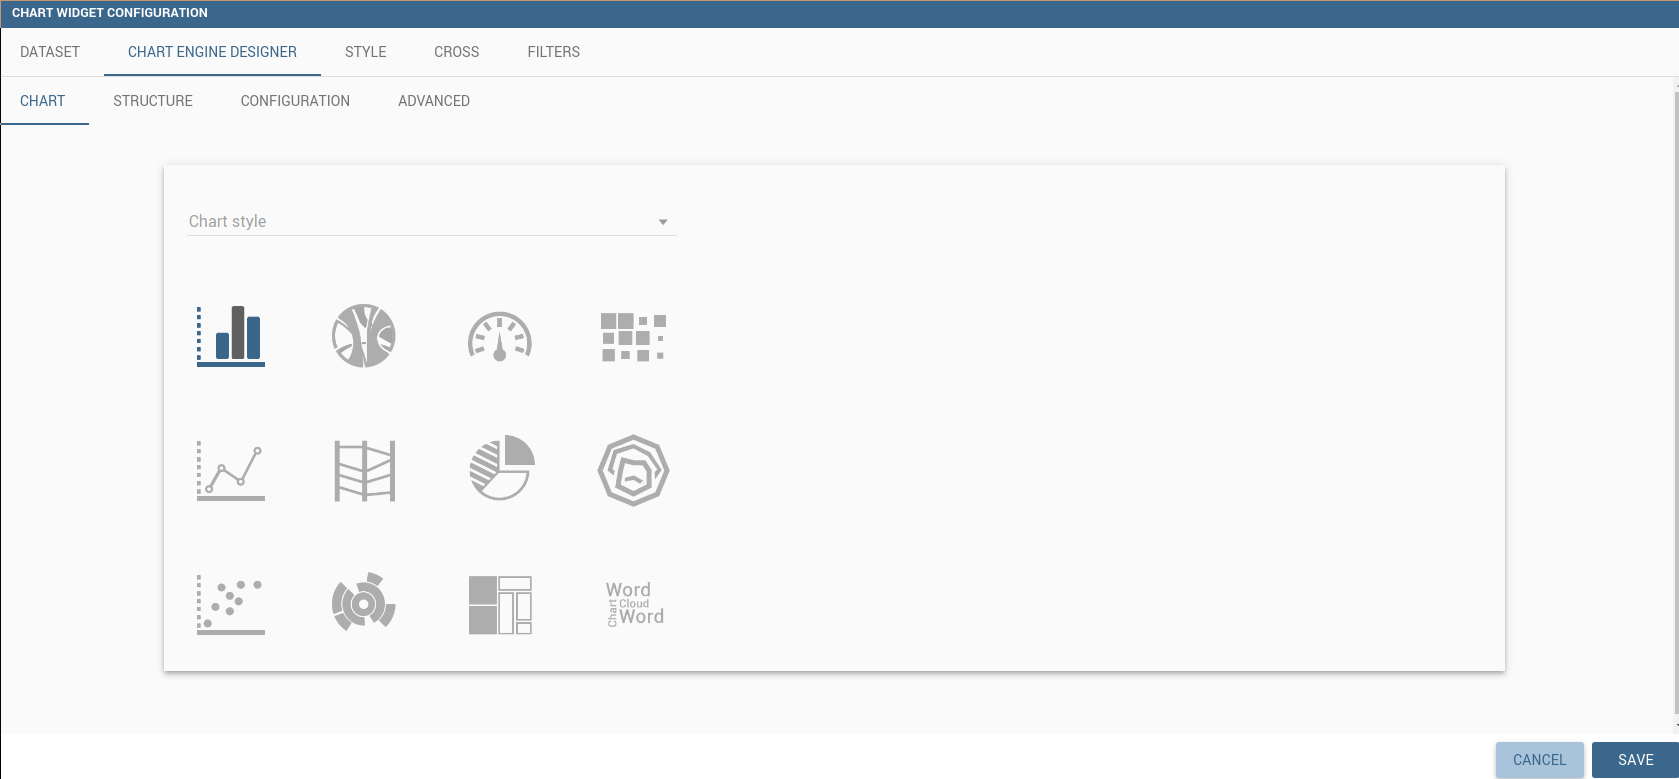 CHART WIDGET CONFIGURATION
DATASET CHART ENGINE DESIGNER STYLE CROSS FILTERS
CHART STRUCTURE CONFIGURATION ADVANCED
Chart style
Word
Chart Cloud
Word
CANCEL SAVE